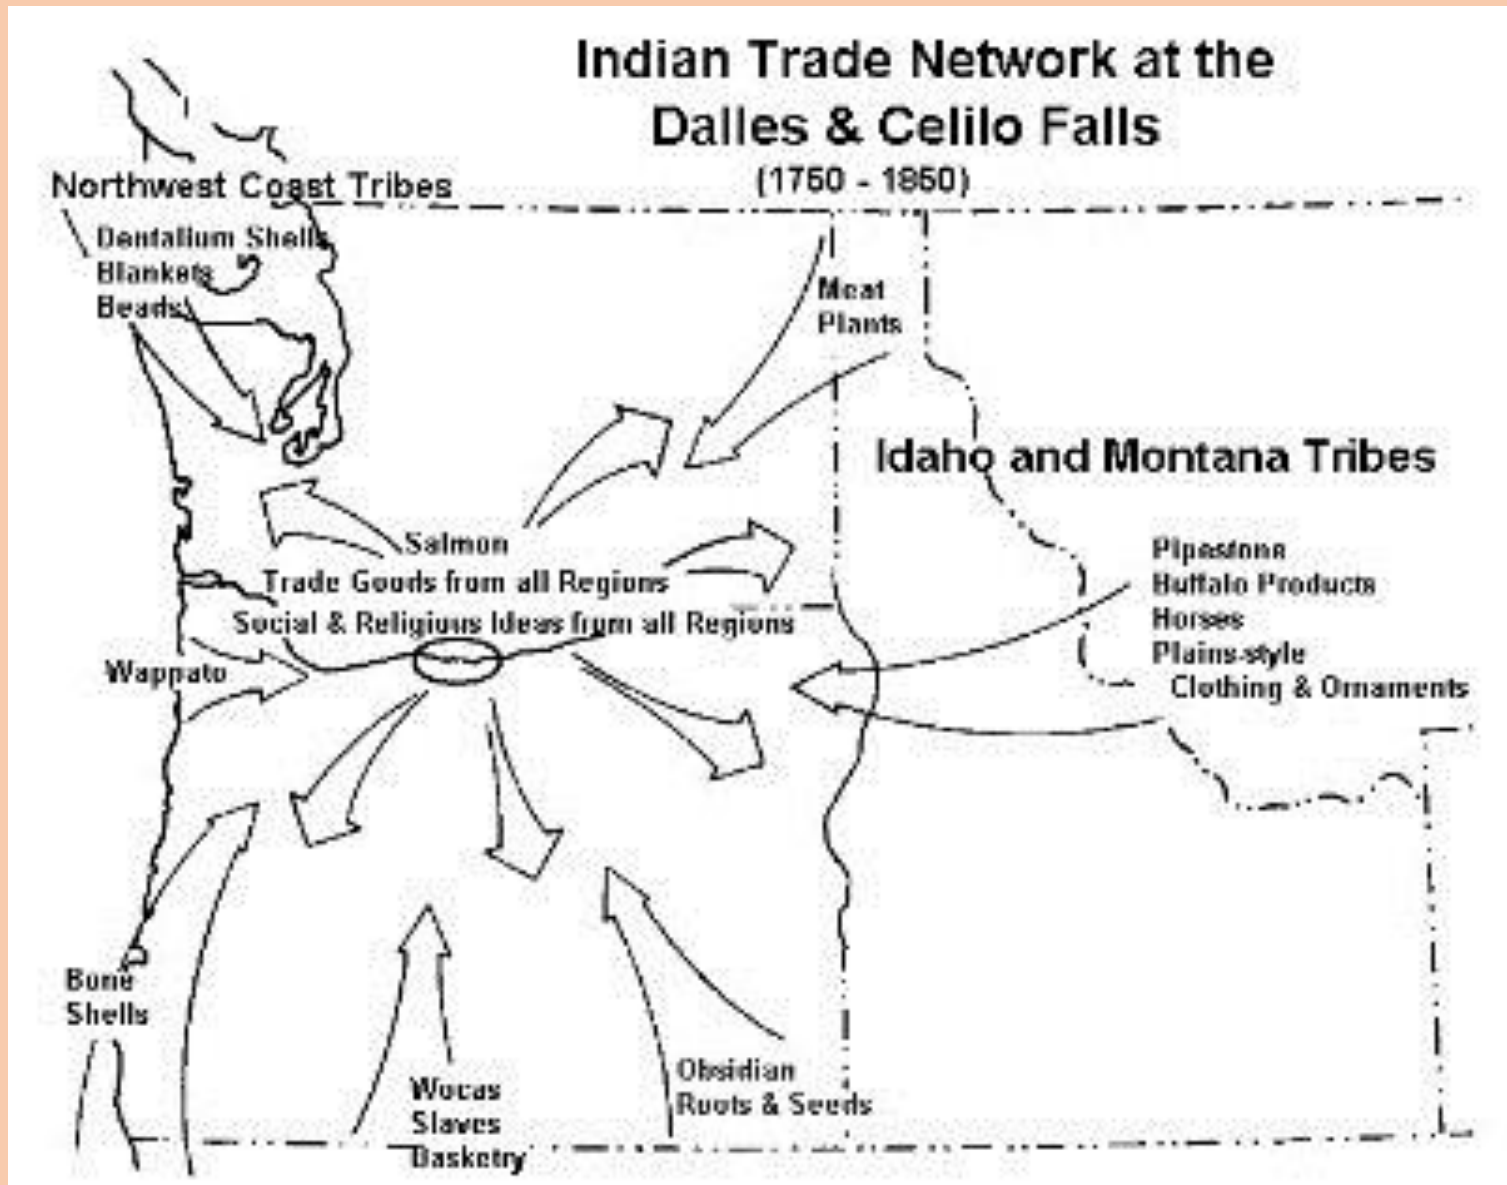 Indian Trade Network at the
Dalles & Celilo Falls
(1750 - 1850)
Northwest Coast Tribes
Dentalium Shells
Blankets
Beads
Meat
Plants
Idaho and Montana Tribes
Salmon
Trade Goods from all Regions
Social & Religious Ideas from all Regions
Pipestone
Buffalo Products
Horses
Plains-style
Clothing & Ornaments
Wappato
Bone
Shells
Wocas
Slaves
Basketry
Obsidian
Roots & Seeds